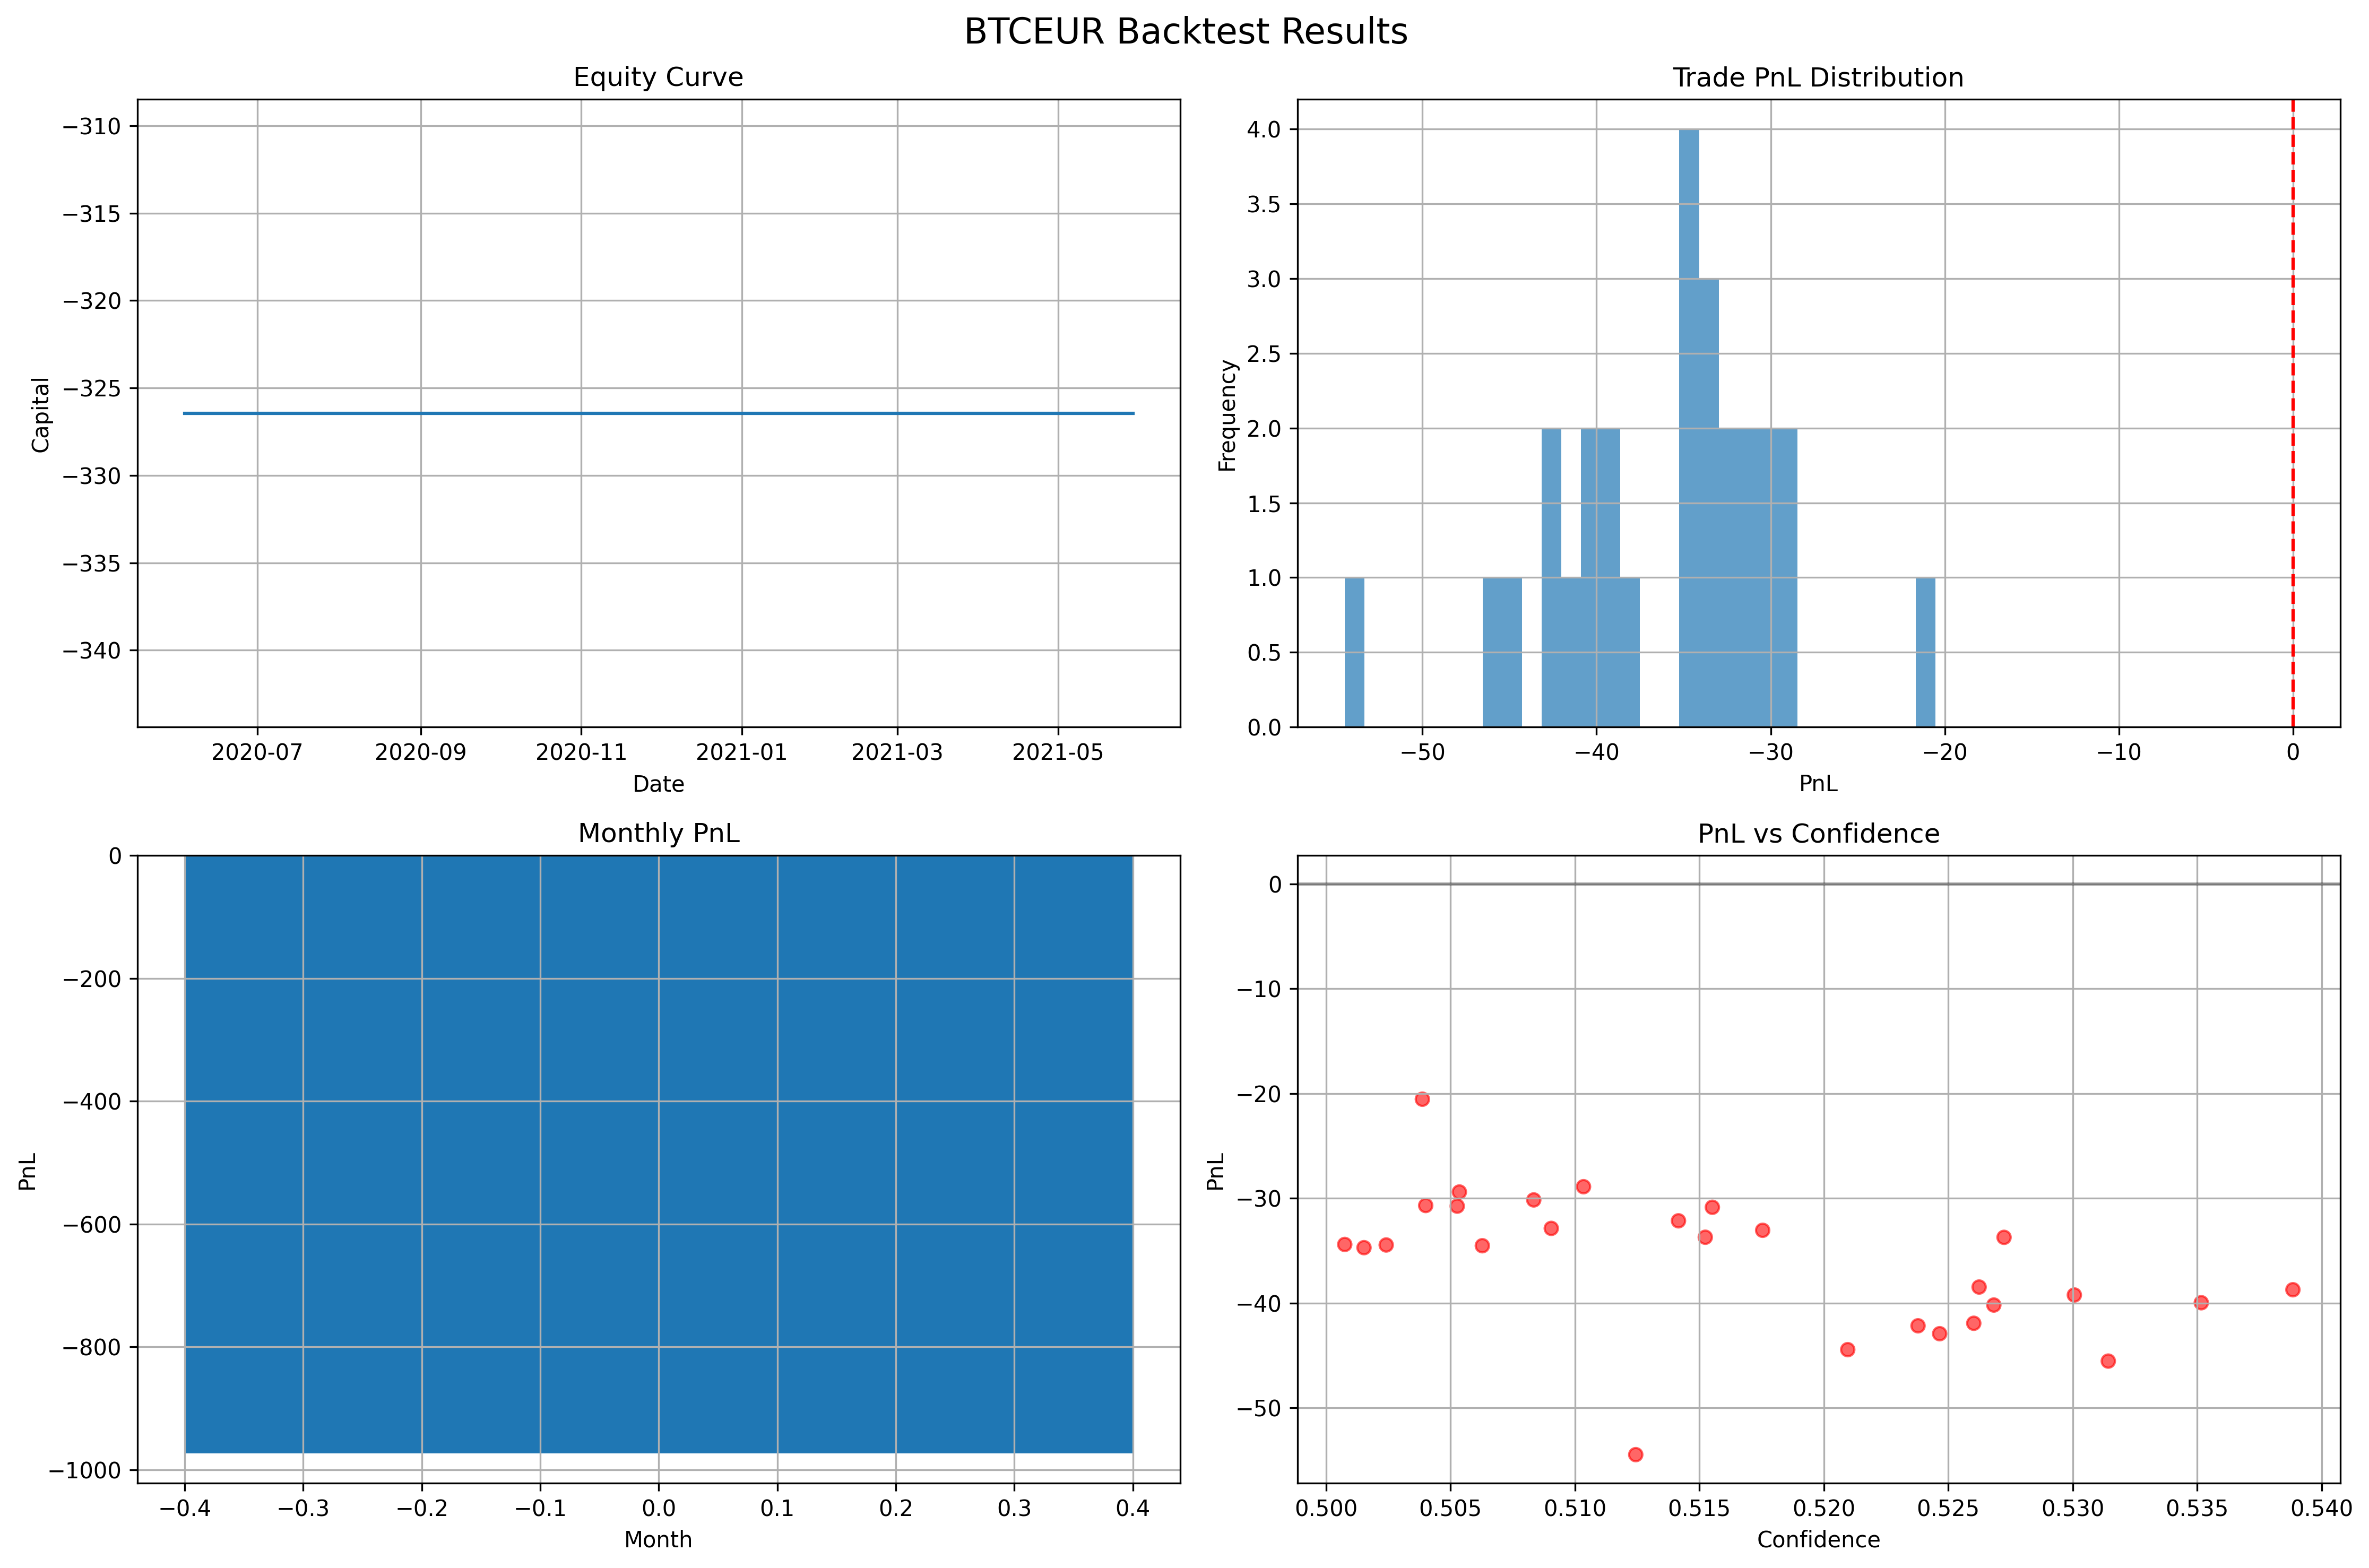 BTCEUR Backtest Results
Equity Curve
−310
−315
−320
−325
−330
−335
−340
Capital
2020-07 2020-09 2020-11 2021-01 2021-03 2021-05
Date
Trade PnL Distribution
4.0
3.5
3.0
2.5
2.0
1.5
1.0
0.5
0.0
Frequency
−50 −40 −30 −20 −10 0
PnL
Monthly PnL
0
−200
−400
−600
−800
−1000
PnL
−0.4 −0.3 −0.2 −0.1 0.0 0.1 0.2 0.3 0.4
Month
PnL vs Confidence
0
−10
−20
−30
−40
−50
PnL
0.500 0.505 0.510 0.515 0.520 0.525 0.530 0.535 0.540
Confidence